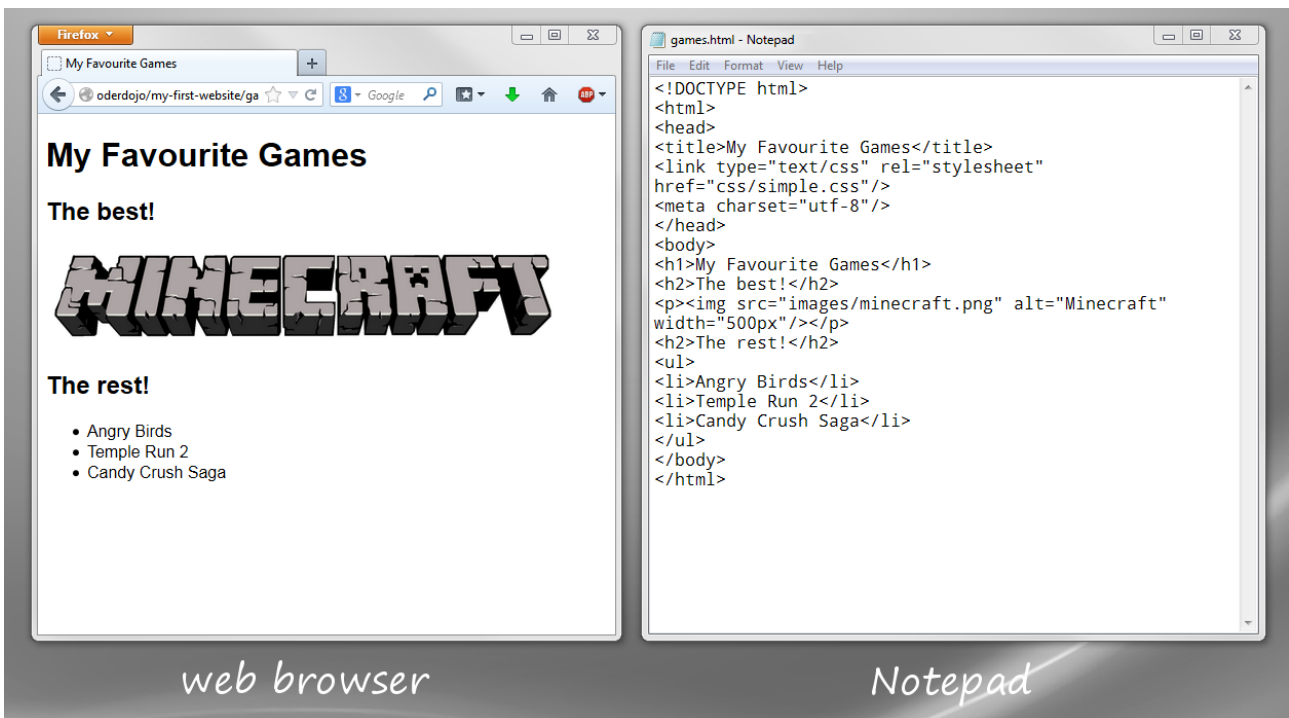 Firefox
My Favourite Games
oderdojo/my-first-website/ga
8
Google
ABP
My Favourite Games
The best!
MINECRAFT
The rest!
• Angry Birds
• Temple Run 2
• Candy Crush Saga
web browser
games.html - Notepad
File Edit Format View Help
<!DOCTYPE html>
<html>
<head>
<title>My Favourite Games</title>
<link type="text/css" rel="stylesheet"
href="css/simple.css"/>
<meta charset="utf-8"/>
</head>
<body>
<h1>My Favourite Games</h1>
<h2>The best!</h2>
<p><img src="images/minecraft.png" alt="Minecraft"
width="500px"/></p>
<h2>The rest!</h2>
<ul>
<li>Angry Birds</li>
<li>Temple Run 2</li>
<li>Candy Crush Saga</li>
</ul>
</body>
</html>
Notepad